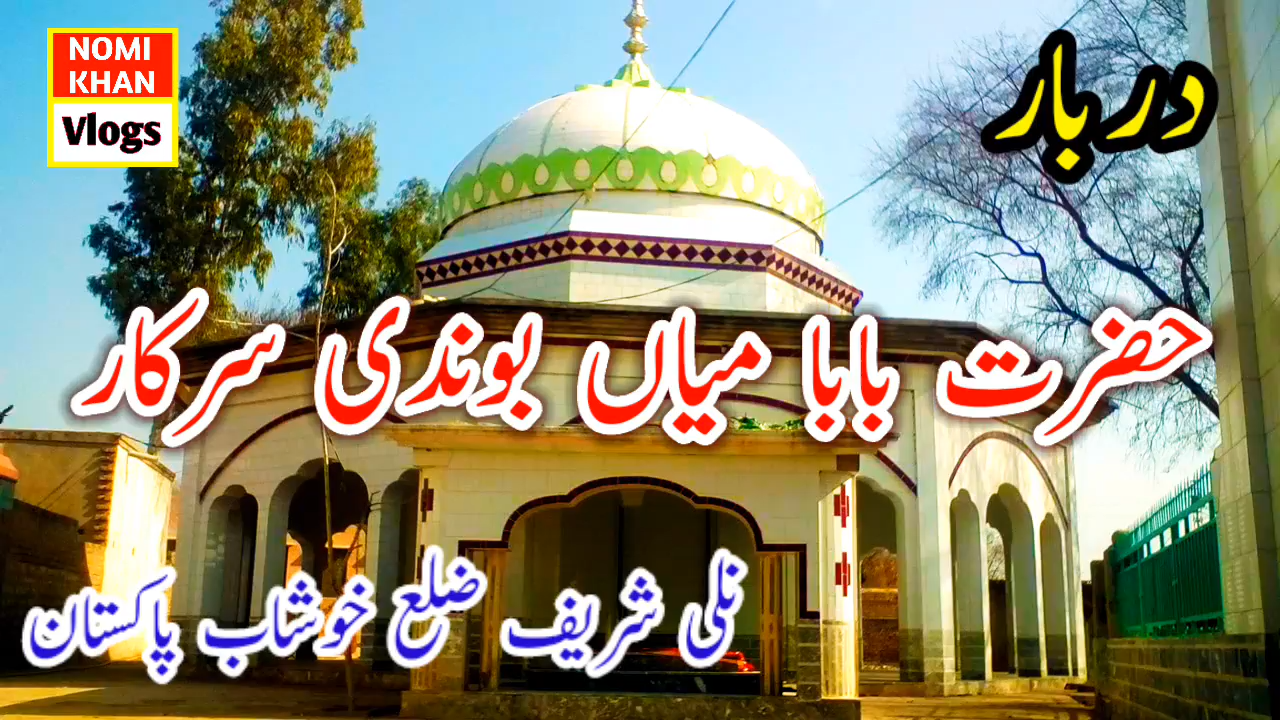 NOMI
KHAN
Vlogs
دربار
حضرت بابا میاں بوندی سرکار
نلی شریف ضلع خوشاب پاکستان